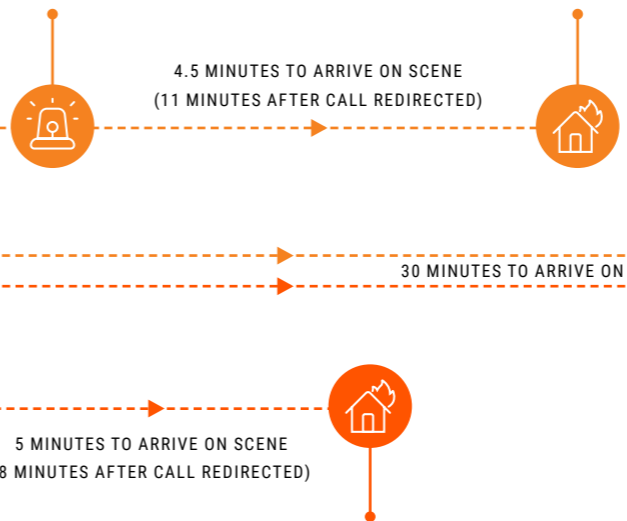 4.5 MINUTES TO ARRIVE ON SCENE
(11 MINUTES AFTER CALL REDIRECTED)
30 MINUTES TO ARRIVE ON
5 MINUTES TO ARRIVE ON SCENE
8 MINUTES AFTER CALL REDIRECTED)